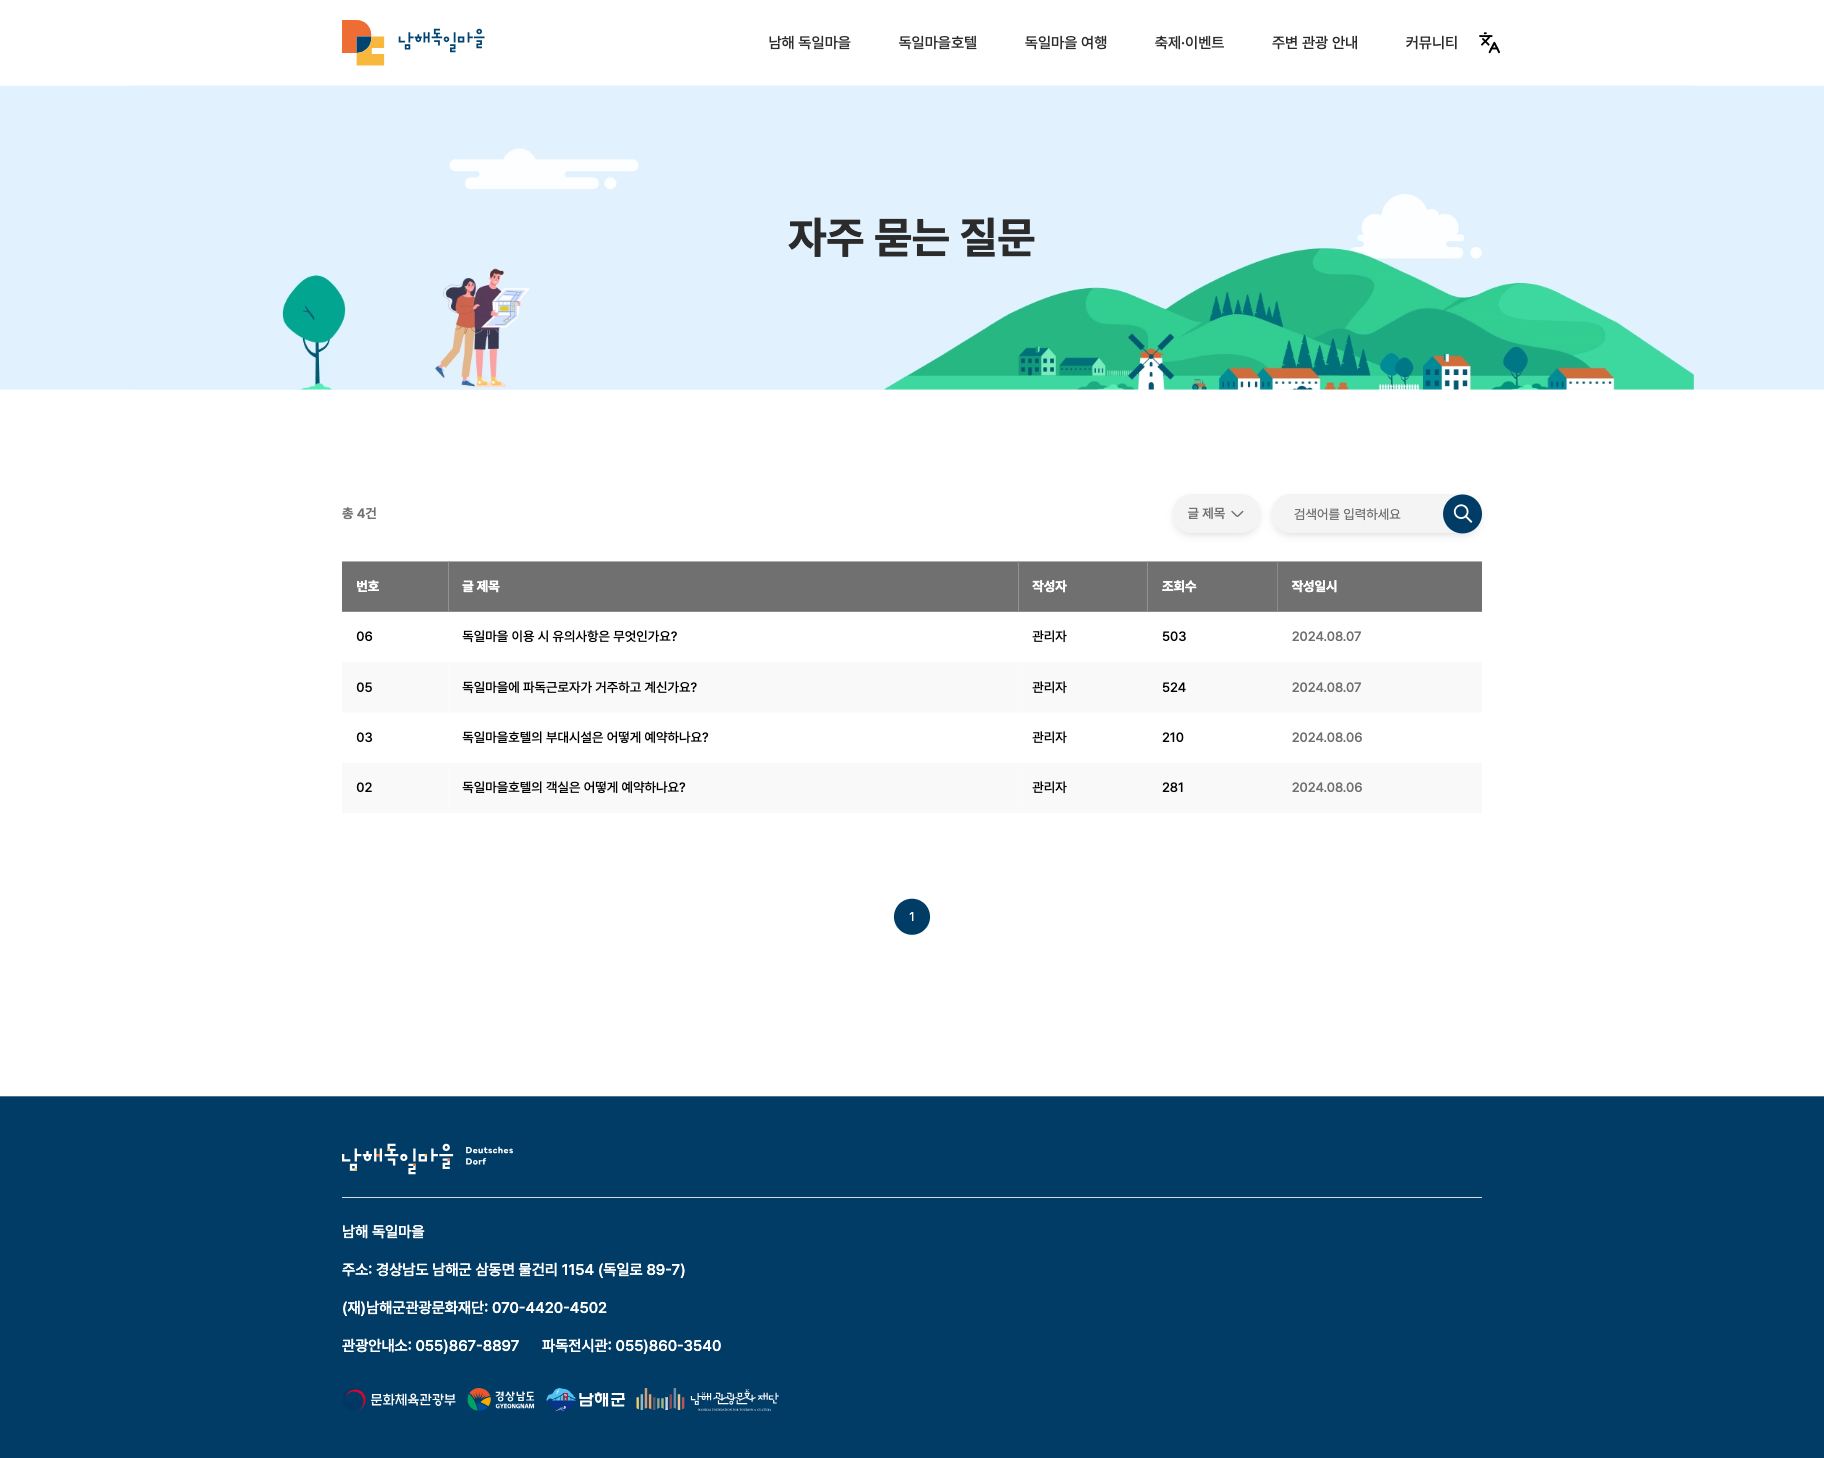 남해독일마을
남해 독일마을 독일마을호텔 독일마을 여행 축제·이벤트 주변 관광 안내 커뮤니티
자주 묻는 질문
총 4건 글 제목 검색어를 입력하세요
번호 글 제목 작성자 조회수 작성일시
06 독일마을 이용 시 유의사항은 무엇인가요? 관리자 503 2024.08.07
05 독일마을에 파독근로자가 거주하고 계신가요? 관리자 524 2024.08.07
03 독일마을호텔의 부대시설은 어떻게 예약하나요? 관리자 210 2024.08.06
02 독일마을호텔의 객실은 어떻게 예약하나요? 관리자 281 2024.08.06
1
남해독일마을 Deutsches
Dorf
남해 독일마을
주소: 경상남도 남해군 삼동면 물건리 1154 (독일로 89-7)
(재)남해군관광문화재단: 070-4420-4502
관광안내소: 055)867-8897 파독전시관: 055)860-3540
문화체육관광부 경상남도 GYEONGNAM 남해군 남해관광문화재단